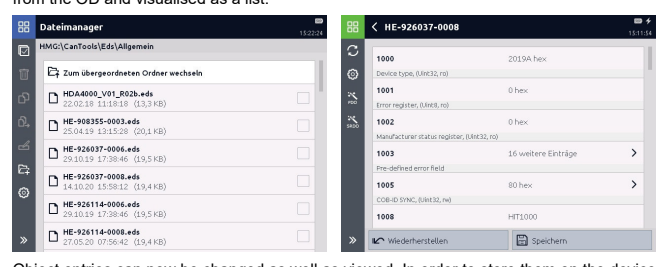 from the OD and visualised as a list.
Dateimanager
15:22:24
HMG:\CanTools\Eds\Allgemein
Zum übergeordneten Ordner wechseln
HDA4000_V01_R02b.eds
22.02.18 11:18:18 (13,3 KB)
HE-908355-0003.eds
25.04.19 13:15:28 (20,1 KB)
HE-926037-0006.eds
29.10.19 17:38:46 (19,5 KB)
HE-926037-0008.eds
14.10.20 15:58:12 (19,4 KB)
HE-926114-0006.eds
29.10.19 17:38:46 (19,5 KB)
HE-926114-0008.eds
27.05.20 07:56:42 (19,4 KB)
HE-926037-0008
15:11:54
PDO
SRDO
1000 2019A hex
Device type, (Uint32, ro)
1001 0 hex
Error register, (Uint8, ro)
1002 0 hex
Manufacturer status register, (Uint32, ro)
1003 16 weitere Einträge
Pre-defined error field
1005 80 hex
COB-ID SYNC, (Uint32, rw)
1008 HIT1000
Wiederherstellen Speichern
Object entries can now be changed as well as viewed. In order to store them on the device